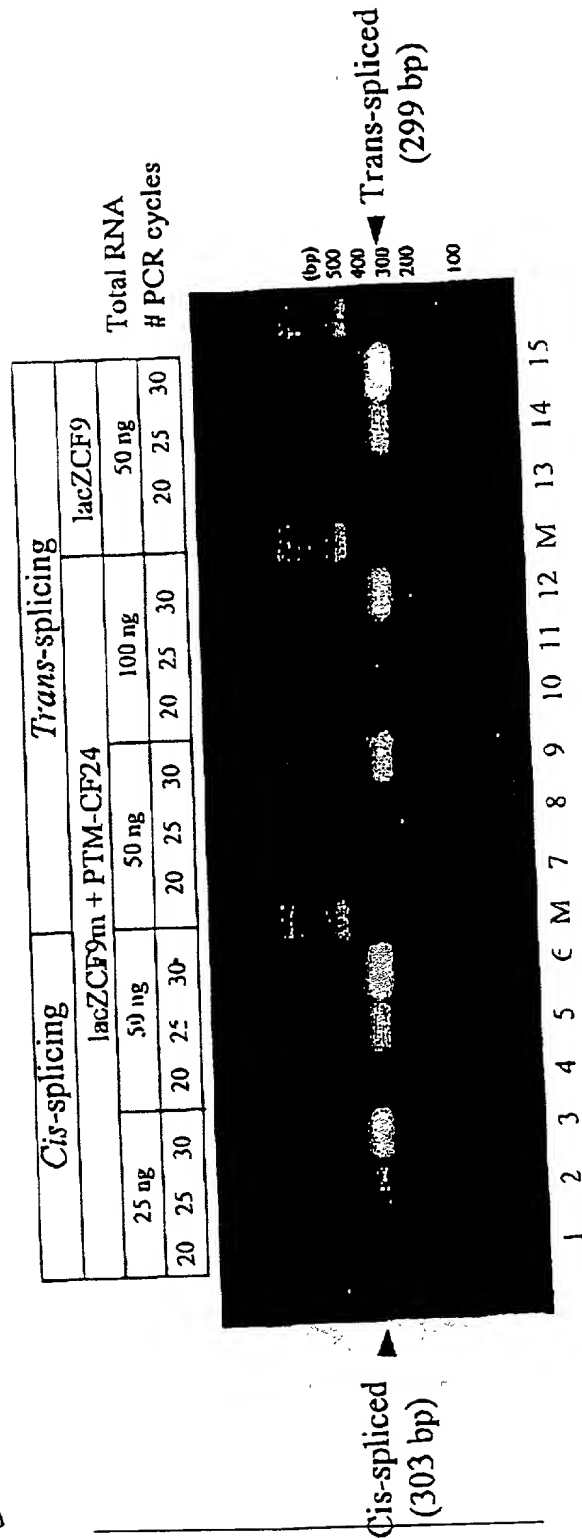 Cis-splicing Trans-splicing
lacZCF9m + PTM-CF24 lacZCF9
25 ng 50 ng 50 ng 100 ng 50 ng Total RNA
20 25 30 20 25 30 20 25 30 20 25 30 20 25 30 # PCR cycles
(bp)
500
400
300
200
100
Cis-spliced
(303 bp)
Trans-spliced
(299 bp)
1 2 3 4 5 6 M 7 8 9 10 11 12 M 13 14 15